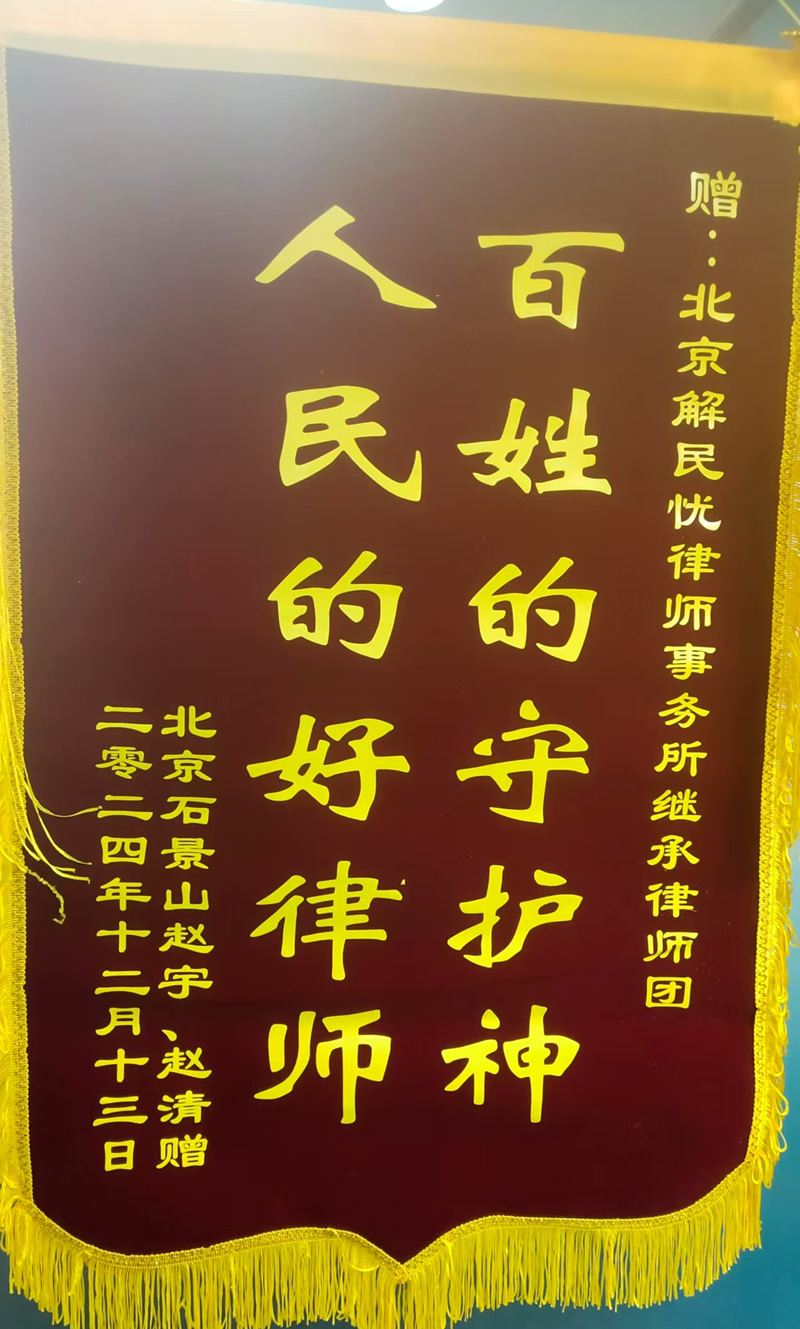 赠：北京解民忧律师事务所继承律师团
百姓的守护神
人民的好律师
北京石景山赵宇、赵清赠
二零二四年十二月十三日